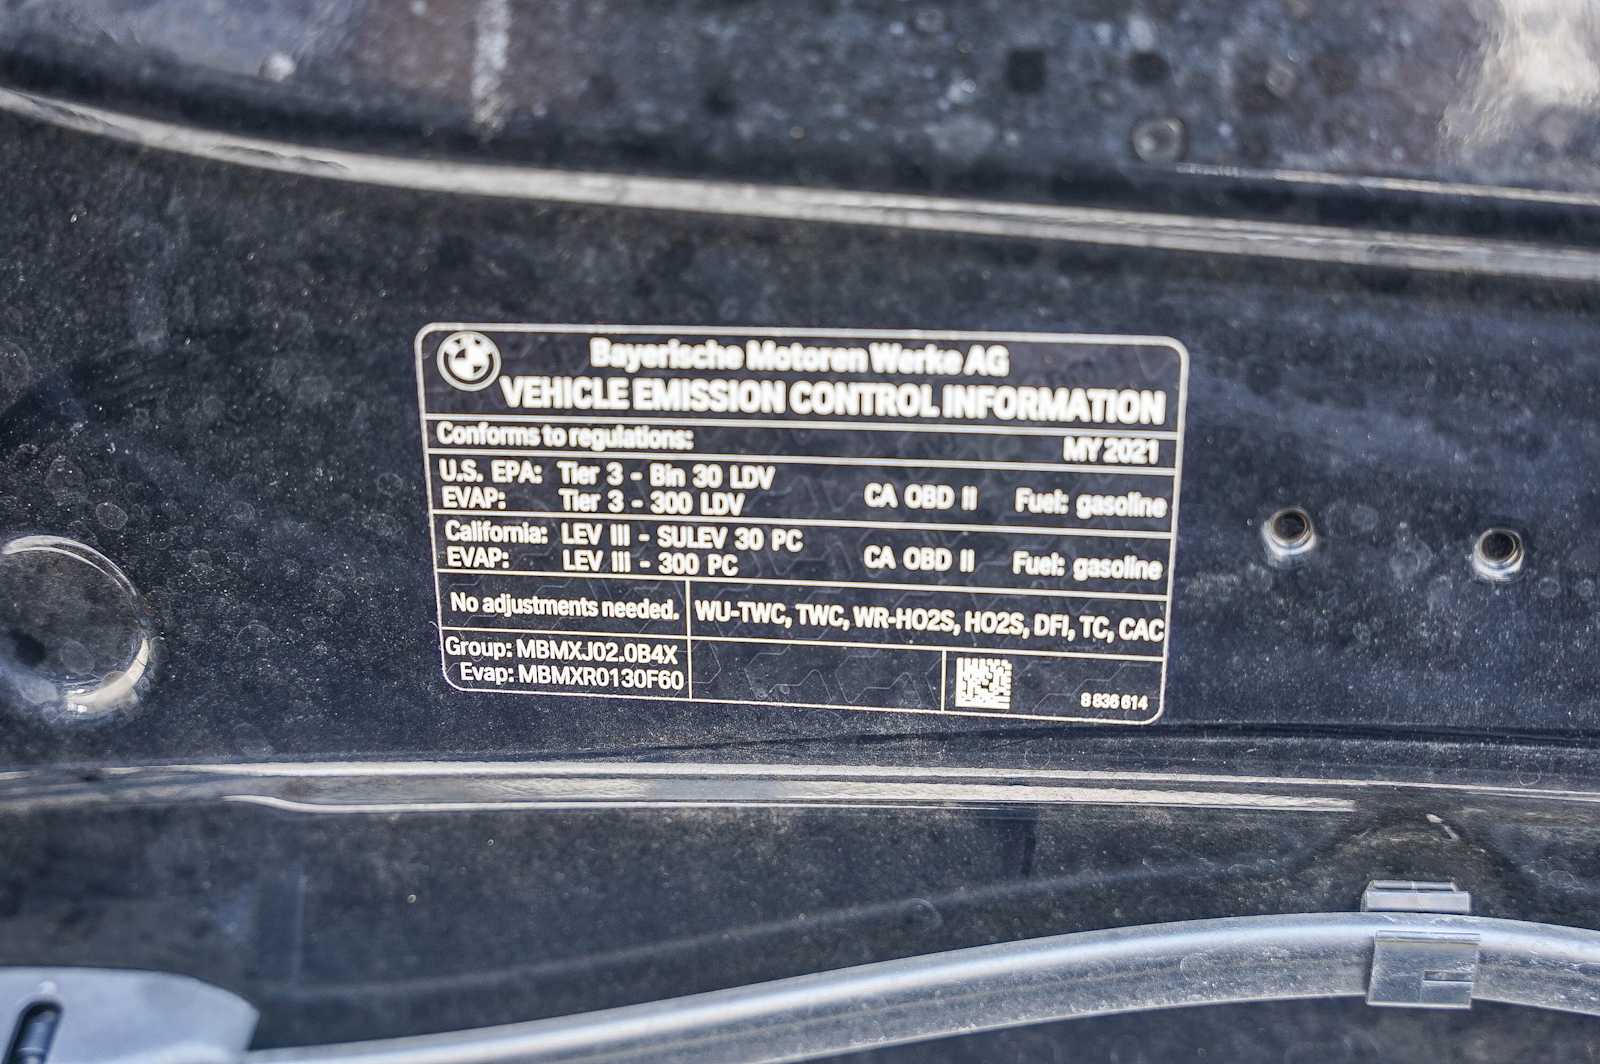 Bayerische Motoren Werke AG
VEHICLE EMISSION CONTROL INFORMATION
Conforms to regulations: MY 2021
U.S. EPA: Tier 3 - Bin 30 LDV
EVAP: Tier 3 - 300 LDV CA OBD II Fuel: gasoline
California: LEV III - SULEV 30 PC
EVAP: LEV III - 300 PC CA OBD II Fuel: gasoline
No adjustments needed. WU-TWC, TWC, WR-HO2S, HO2S, DFI, TC, CAC
Group: MBMXJ02.0B4X
Evap: MBMXR0130F60
8 836 614